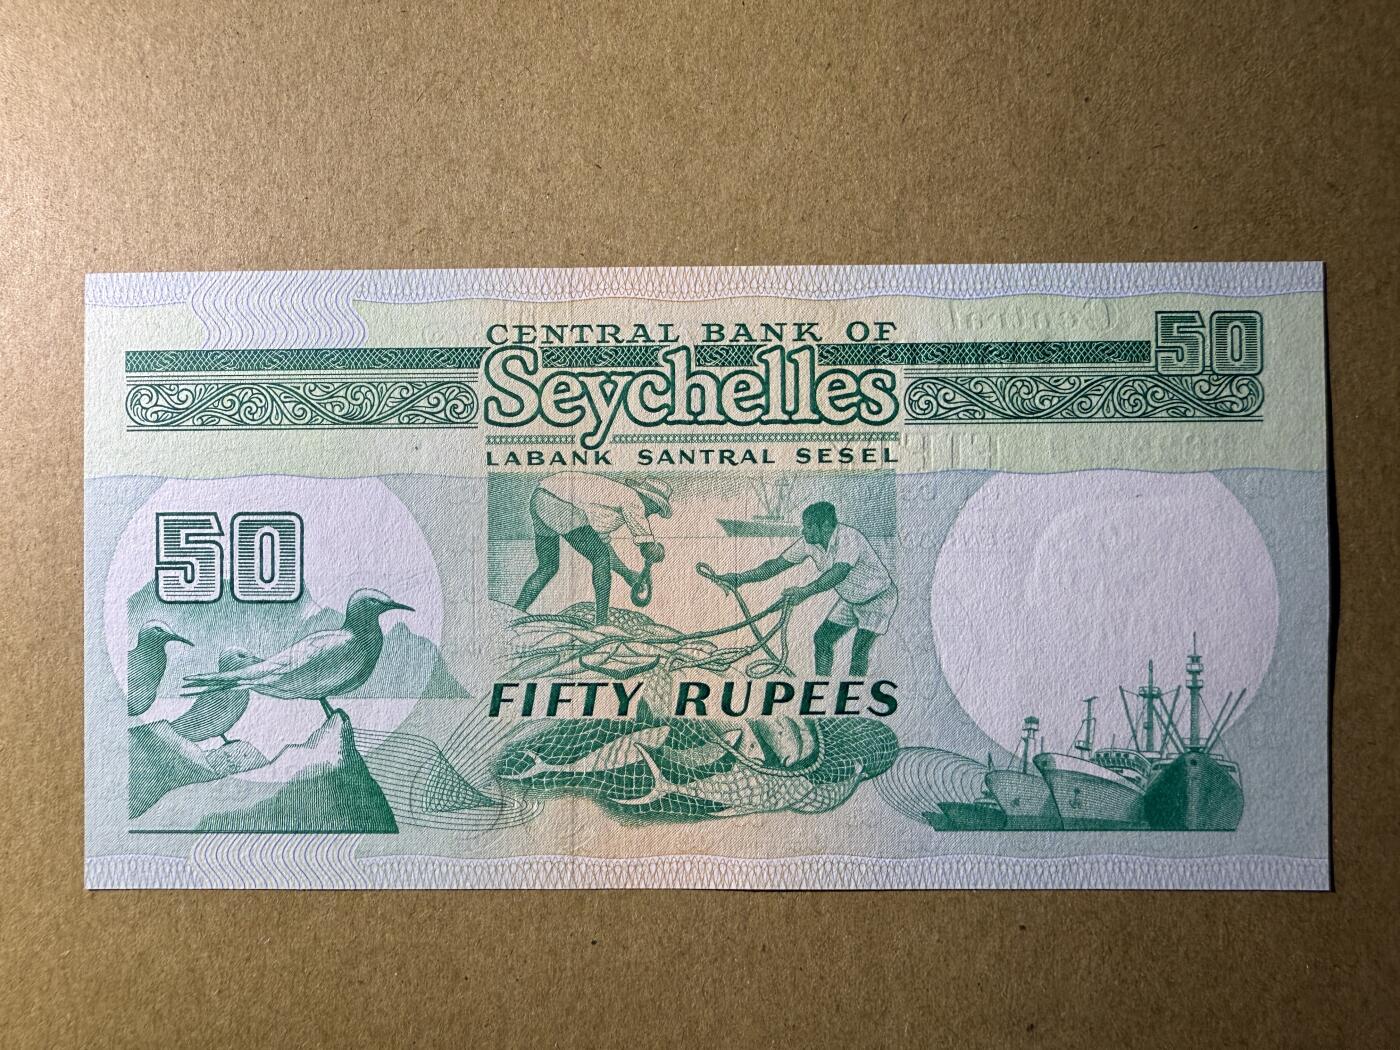 CENTRAL BANK OF
50
Seychelles
LABANK SANTRAL SESEL
50
FIFTY RUPEES